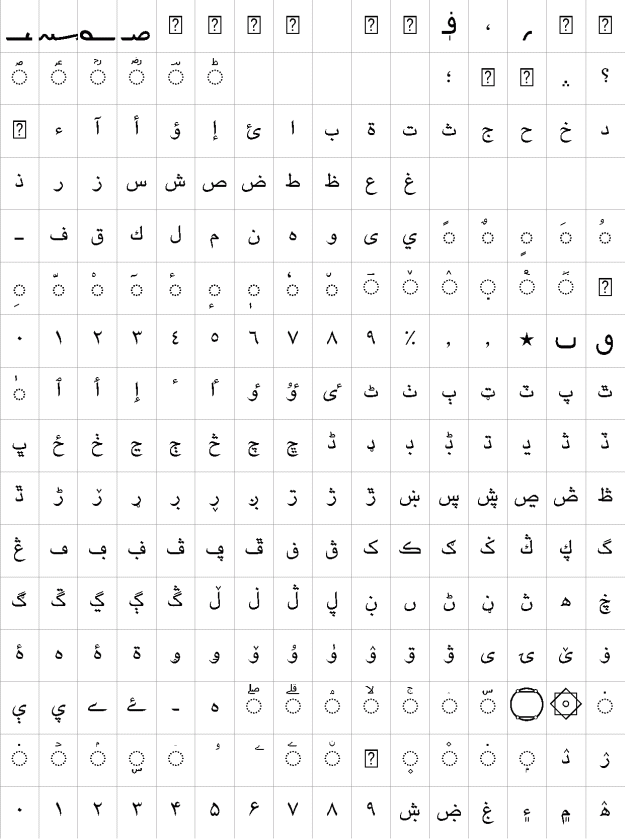 ؀ ؁ ؂ ؃ ؋ ، ؍
◌ؐ ◌ؑ ◌ؒ ◌ؓ ◌ؔ ◌ؕ ؛ ؞ ؟
ء آ أ ؤ إ ئ ا ب ة ت ث ج ح خ د
ذ ر ز س ش ص ض ط ظ ع غ
ـ ف ق ك ل م ن ه و ى ي ◌ً ◌ٌ ◌ٍ ◌َ ◌ُ
◌ِ ◌ّ ◌ْ ◌ٓ ◌ٔ ◌ٕ ◌ٖ ◌ٗ ◌٘ ◌ٙ ◌ٚ ◌ٛ ◌ٜ ◌ٝ ◌ٞ
٠ ١ ٢ ٣ ٤ ٥ ٦ ٧ ٨ ٩ ٪ ٫ ٬ ٭ ٮ ٯ
◌ٰ ٱ ٲ ٳ ٴ ٵ ٶ ٷ ٸ ٹ ٺ ٻ ټ ٽ پ ٿ
ڀ ځ ڂ ڃ ڄ څ چ ڇ ڈ ډ ڊ ڋ ڌ ڍ ڎ ڏ
ڐ ڑ ڒ ړ ڔ ڕ ږ ڗ ژ ڙ ښ ڛ ڜ ڝ ڞ ڟ
ڠ ڡ ڢ ڣ ڤ ڥ ڦ ڧ ڨ ک ڪ ګ ڬ ڭ ڮ گ
ڰ ڱ ڲ ڳ ڴ ڵ ڶ ڷ ڸ ڹ ں ڻ ڼ ڽ ھ ڿ
ۀ ہ ۂ ۃ ۄ ۅ ۆ ۇ ۈ ۉ ۊ ۋ ی ۍ ێ ۏ
ې ۑ ے ۓ ۔ ە ◌ۖ ◌ۗ ◌ۘ ◌ۙ ◌ۚ ◌ۛ ◌ۜ ۝ ۞ ◌۟
◌۠ ◌ۡ ◌ۢ ◌ۣ ◌ۤ ۥ ۦ ◌ۧ ◌ۨ ◌۪ ◌۫ ◌۬ ◌ۭ ۮ ۯ
۰ ۱ ۲ ۳ ۴ ۵ ۶ ۷ ۸ ۹ ۺ ۻ ۼ ۽ ۾ ۿ